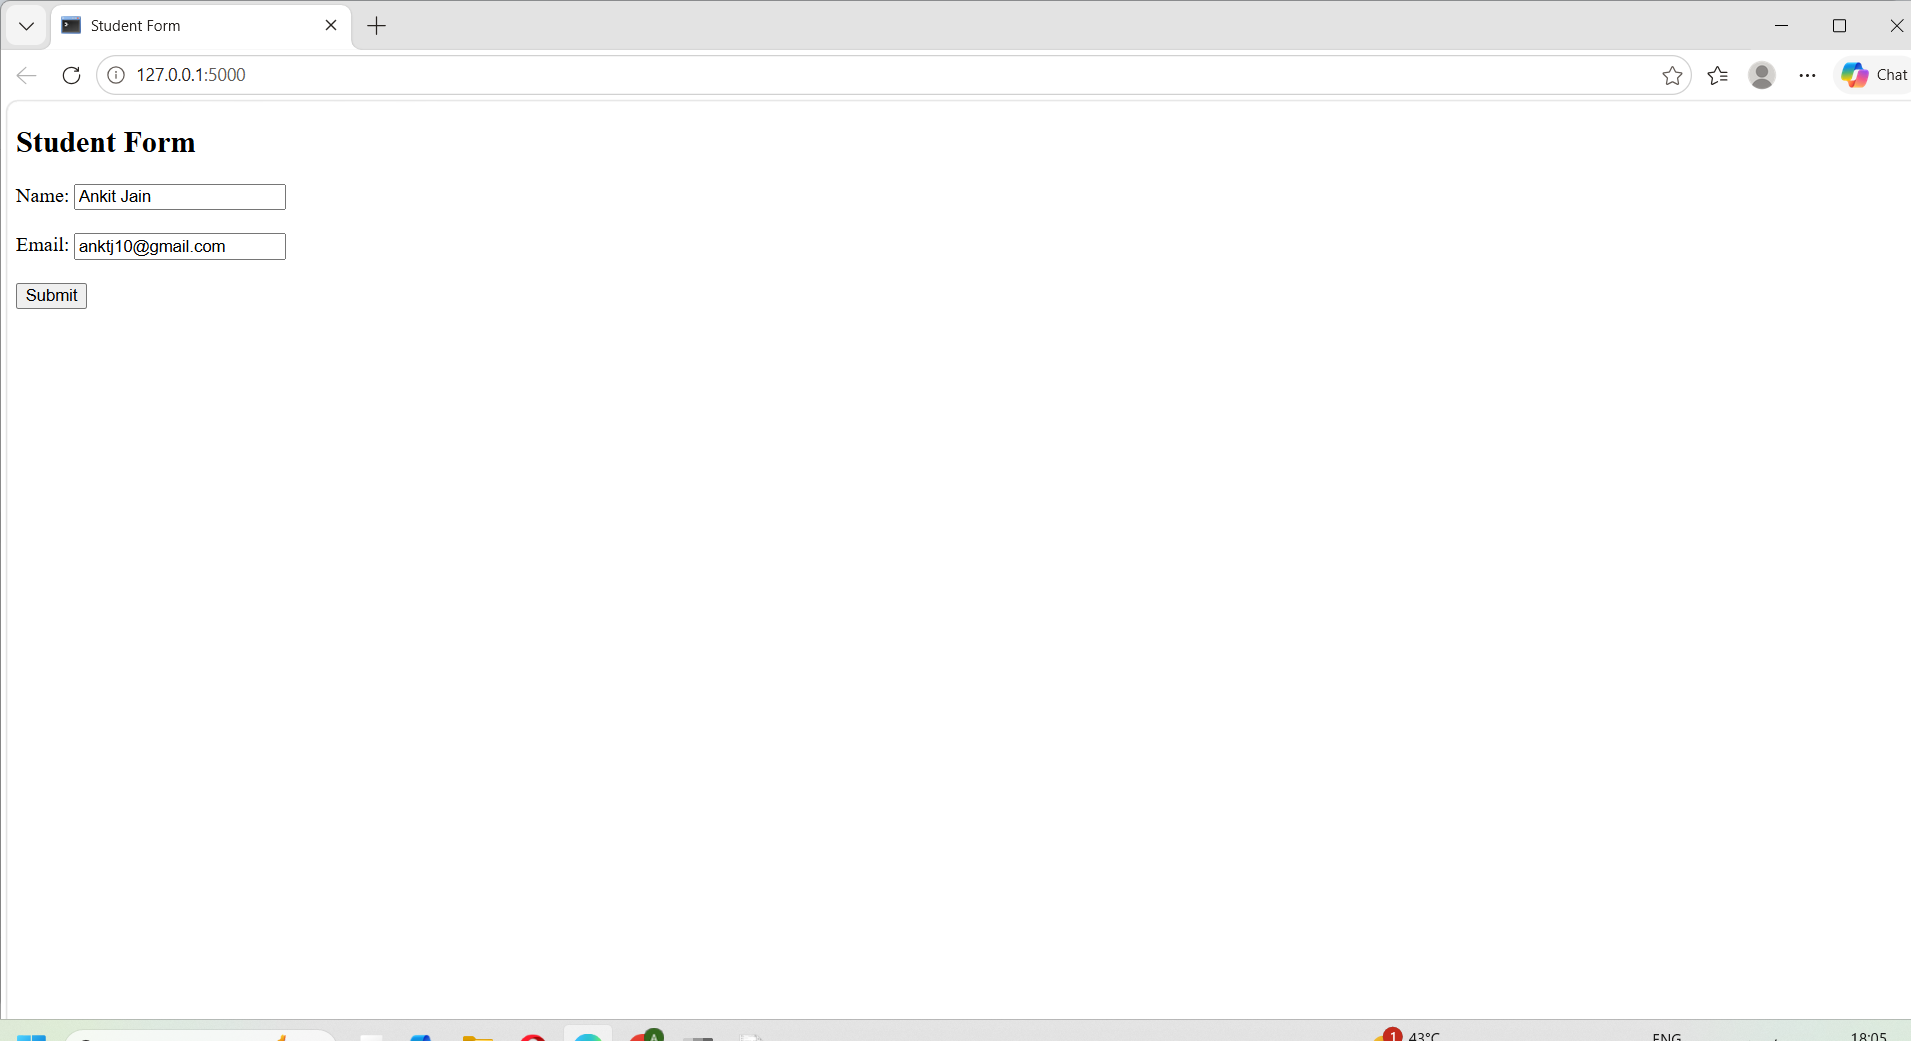 Student Form
127.0.0.1:5000
Chat
Student Form
Name: Ankit Jain
Email: anktj10@gmail.com
Submit
A
1
43°C
ENG
18:05